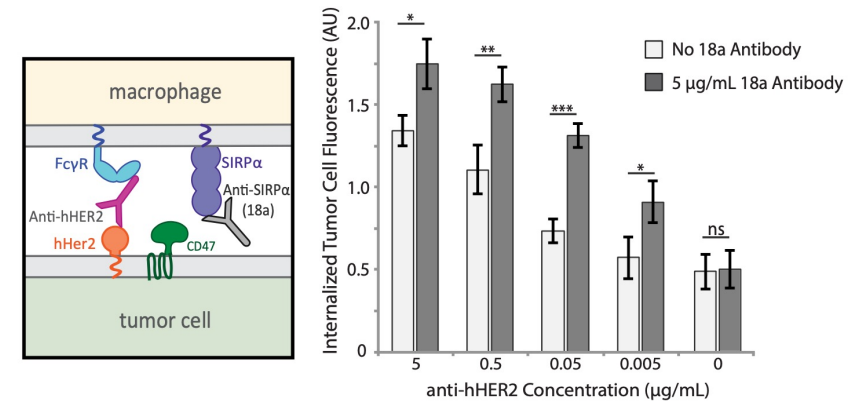 macrophage
FcγR
SIRPα
Anti-SIRPα
(18a)
Anti-hHER2
hHer2
CD47
tumor cell
Internalized Tumor Cell Fluorescence (AU)
2.0
1.5
1.0
0.5
0
*
**
***
*
ns
No 18a Antibody
5 µg/mL 18a Antibody
5 0.5 0.05 0.005 0
anti-hHER2 Concentration (µg/mL)